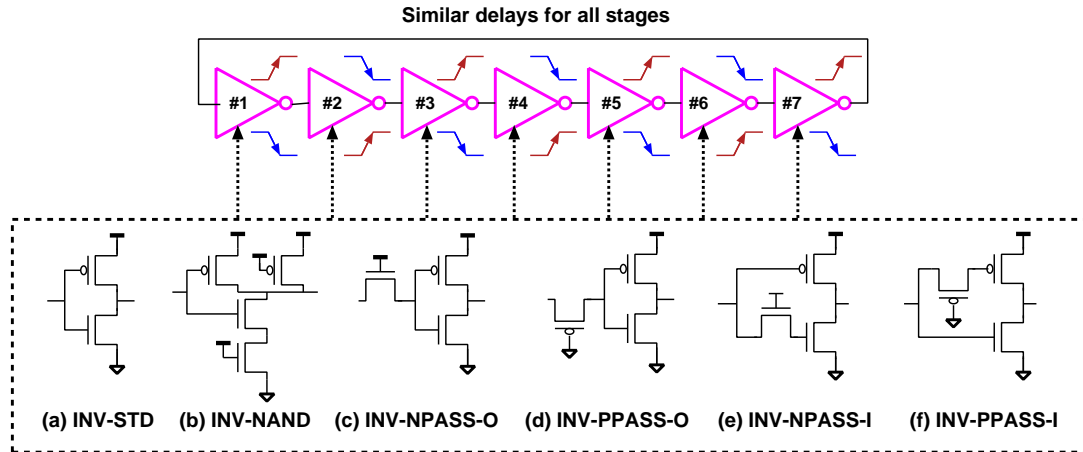 Similar delays for all stages
#1 #2 #3 #4 #5 #6 #7
(a) INV-STD (b) INV-NAND (c) INV-NPASS-O (d) INV-PPASS-O (e) INV-NPASS-I (f) INV-PPASS-I